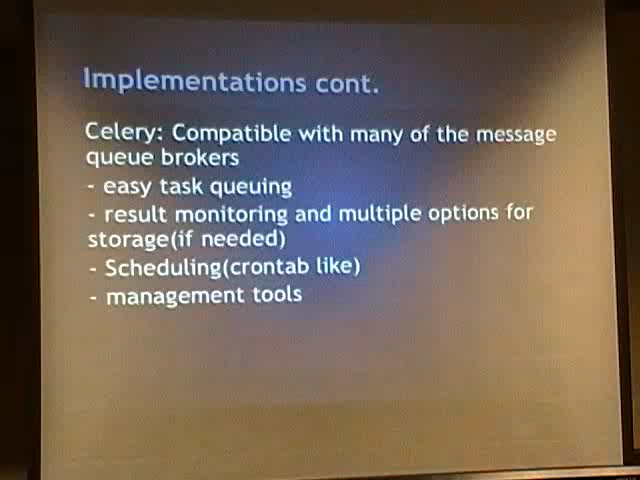 Implementations cont.
Celery: Compatible with many of the message
queue brokers
- easy task queuing
- result monitoring and multiple options for
storage(if needed)
- Scheduling(crontab like)
- management tools